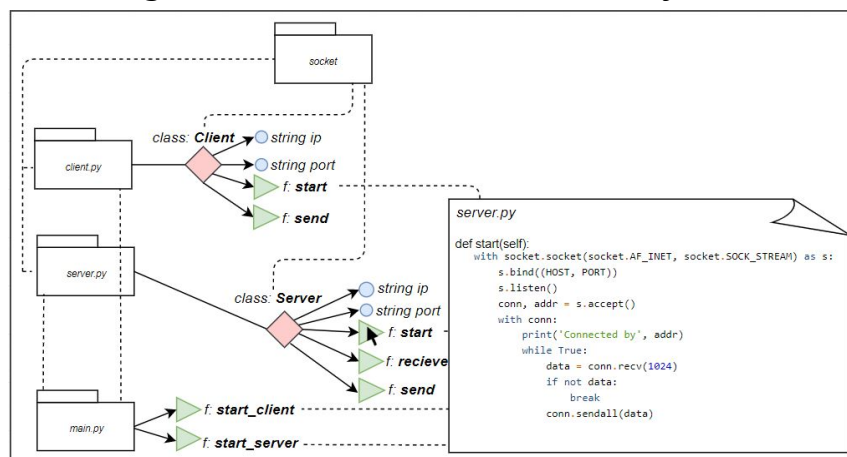 socket
class: Client
string ip
string port
client.py
f: start
f: send
server.py
class: Server
string ip
string port
f: start
f: recieve
f: send
main.py
f: start_client
f: start_server
server.py
def start(self):
with socket.socket(socket.AF_INET, socket.SOCK_STREAM) as s:
s.bind((HOST, PORT))
s.listen()
conn, addr = s.accept()
with conn:
print('Connected by', addr)
while True:
data = conn.recv(1024)
if not data:
break
conn.sendall(data)